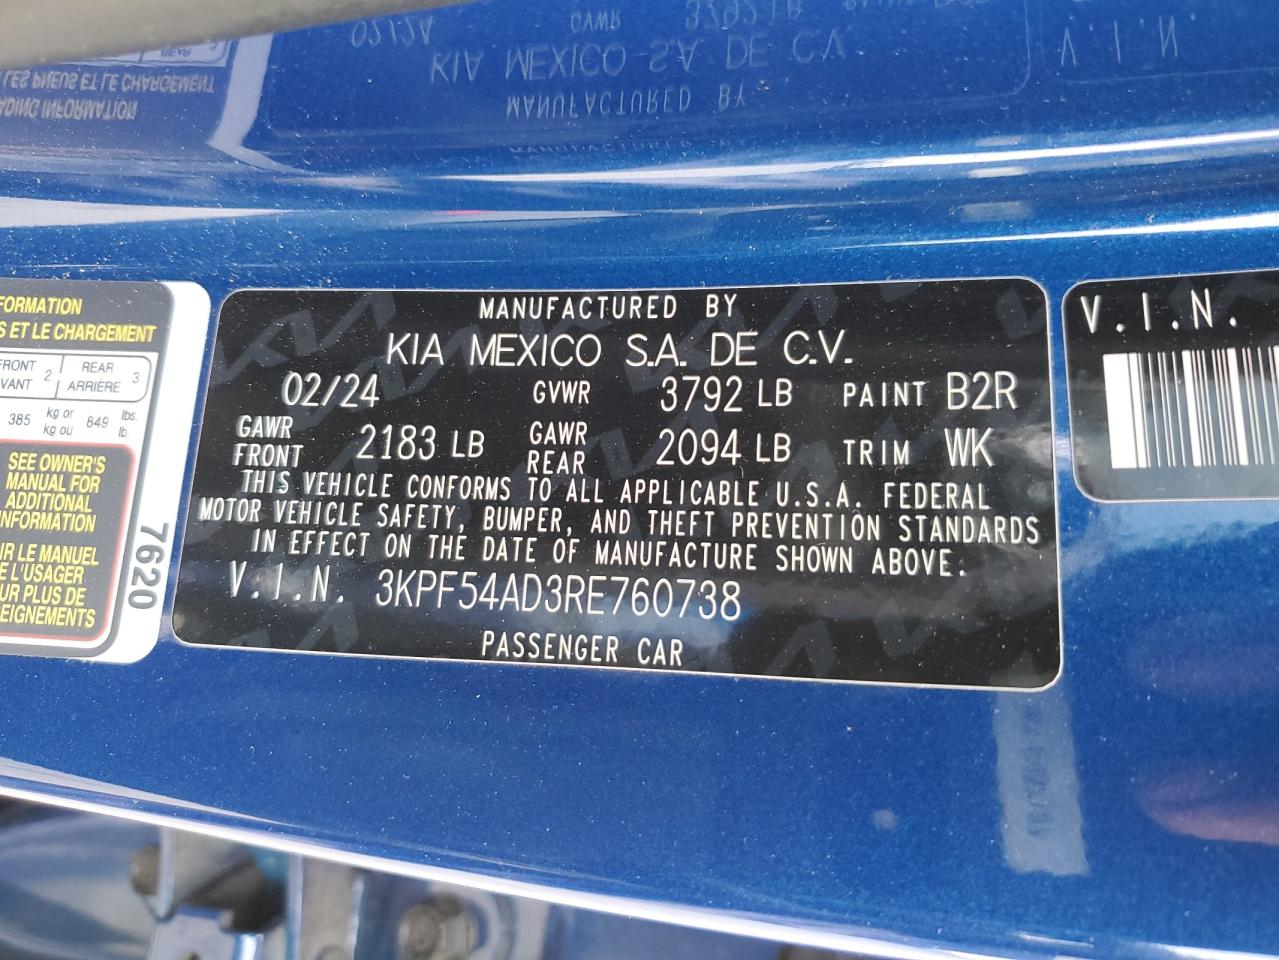 MANUFACTURED BY
KIA MEXICO S.A. DE C.V.
02/24 GVWR 3792 LB PAINT B2R
GAWR FRONT 2183 LB GAWR REAR 2094 LB TRIM WK
THIS VEHICLE CONFORMS TO ALL APPLICABLE U.S.A. FEDERAL
MOTOR VEHICLE SAFETY, BUMPER, AND THEFT PREVENTION STANDARDS
IN EFFECT ON THE DATE OF MANUFACTURE SHOWN ABOVE.
V.I.N. 3KPF54AD3RE760738
PASSENGER CAR
V.I.N.
FORMATION
S ET LE CHARGEMENT
FRONT 2 REAR 3
VANT ARRIÈRE
385 kg or 849 lbs.
kg ou lb.
SEE OWNER'S
MANUAL FOR
ADDITIONAL
INFORMATION
IR LE MANUEL
E L'USAGER
UR PLUS DE
EIGNEMENTS
7620